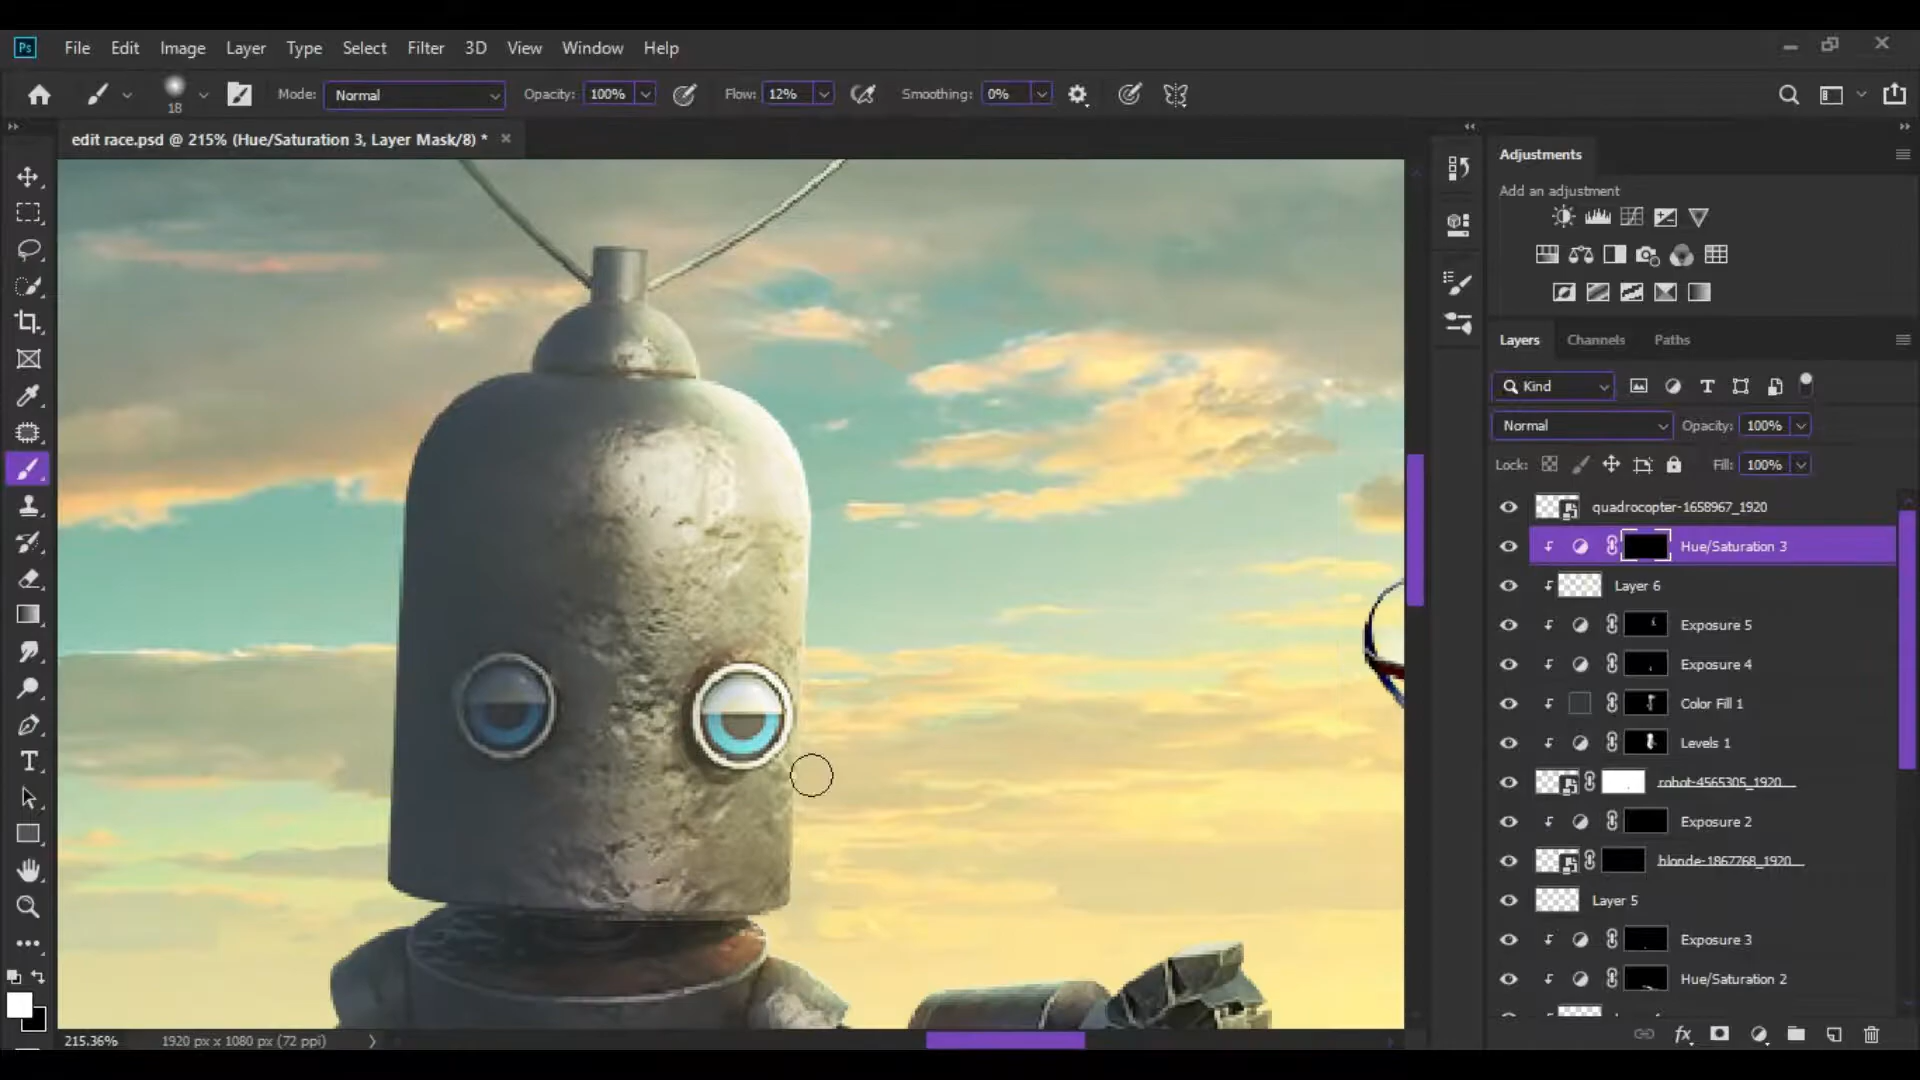 Ps File Edit Image Layer Type Select Filter 3D View Window Help
18 Mode: Normal Opacity: 100% Flow: 12% Smoothing: 0%
edit race.psd @ 215% (Hue/Saturation 3, Layer Mask/8) *
Adjustments
Add an adjustment
Layers Channels Paths
Kind
Normal Opacity: 100%
Lock: Fill: 100%
quadrocopter-1658967_1920
Hue/Saturation 3
Layer 6
Exposure 5
Exposure 4
Color Fill 1
Levels 1
robot-4565305_1920
Exposure 2
blonde-1867768_1920
Layer 5
Exposure 3
Hue/Saturation 2
215.36% 1920 px x 1080 px (72 ppi)